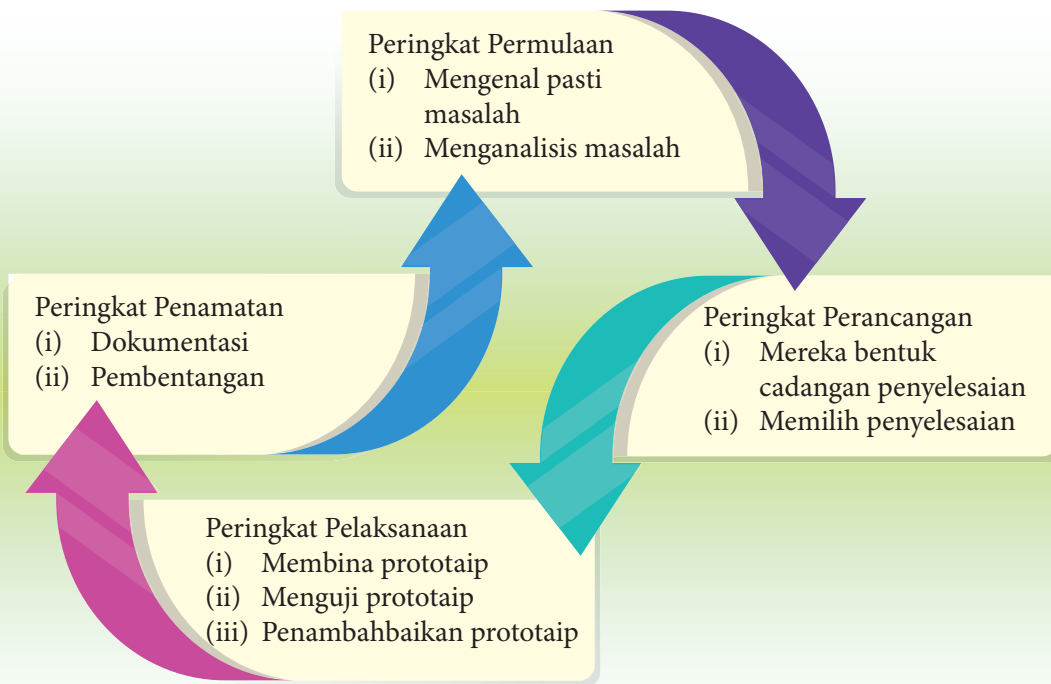 Peringkat Permulaan
(i) Mengenal pasti
masalah
(ii) Menganalisis masalah
Peringkat Perancangan
(i) Mereka bentuk
cadangan penyelesaian
(ii) Memilih penyelesaian
Peringkat Pelaksanaan
(i) Membina prototaip
(ii) Menguji prototaip
(iii) Penambahbaikan prototaip
Peringkat Penamatan
(i) Dokumentasi
(ii) Pembentangan